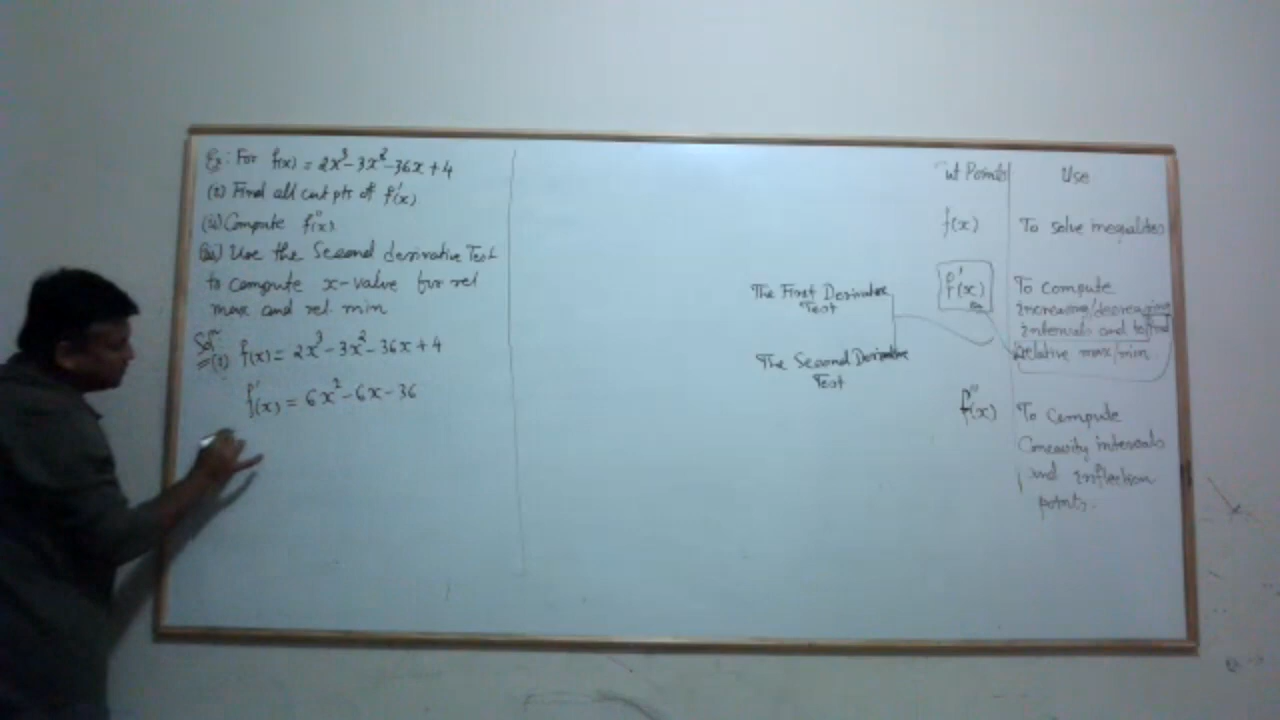 Ex: For f(x) = 2x³-3x²-36x+4
(i) Find all cut pts of f'(x)
(ii) Compute f''(x)
(iii) Use the Second derivative Test
to compute x-value for rel
max and rel. min
Solⁿ
(i) f(x) = 2x³-3x²-36x+4
f'(x) = 6x²-6x-36
The First Derivative
Test
The Second Derivative
Test
ut Points Use
f(x) To solve inequalities
f'(x) To compute
increasing/decreasing
intervals and to find
Relative max/min
f''(x) To Compute
Concavity intervals
and inflection
points.